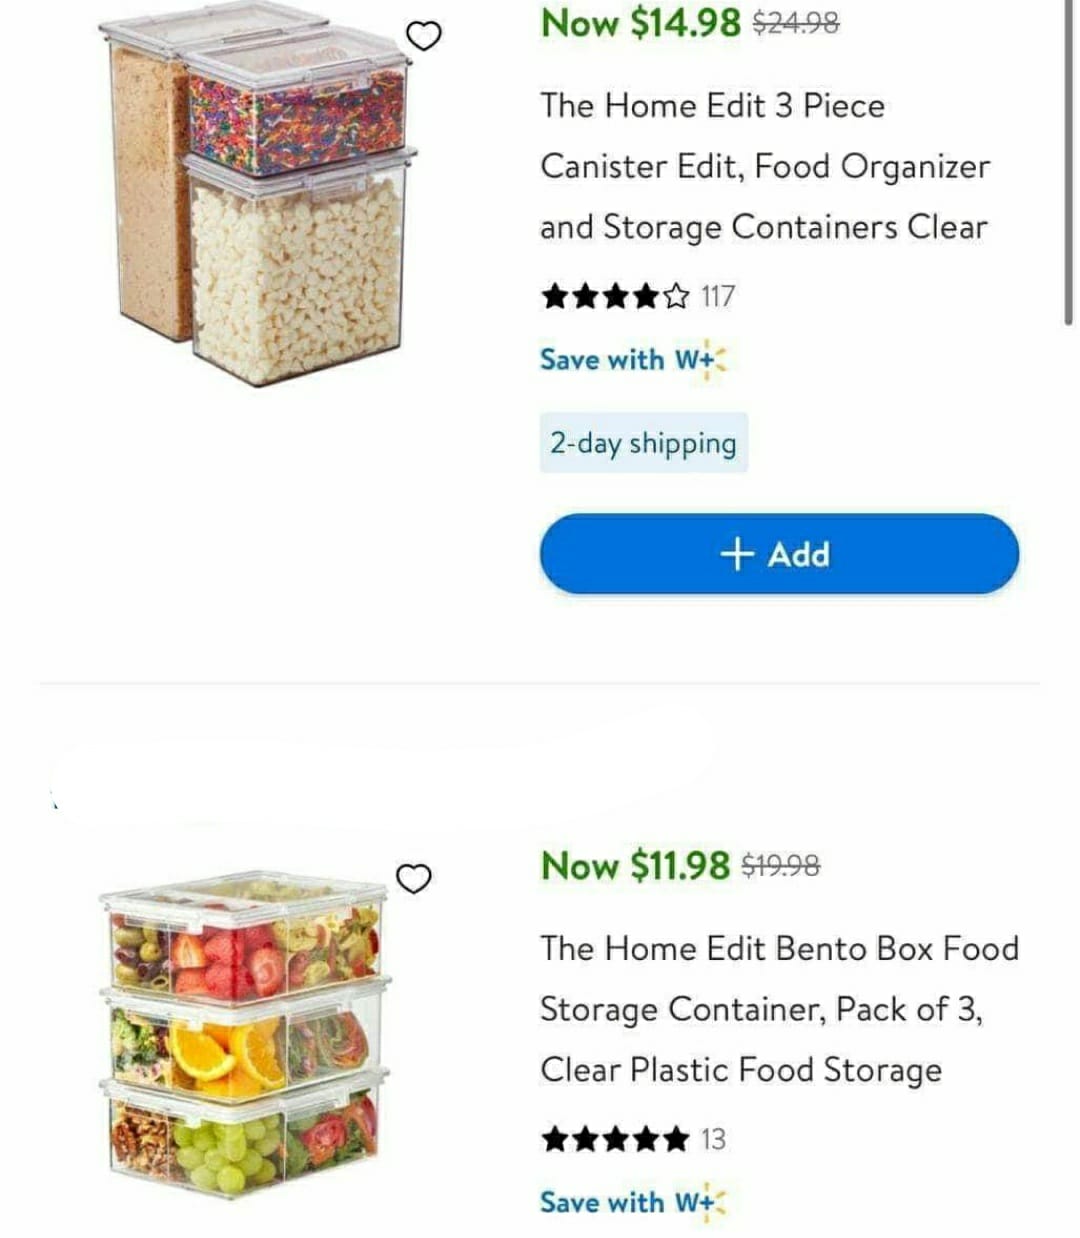 Now $14.98 $24.98
The Home Edit 3 Piece
Canister Edit, Food Organizer
and Storage Containers Clear
117
Save with W+
2-day shipping
+ Add
Now $11.98 $19.98
The Home Edit Bento Box Food
Storage Container, Pack of 3,
Clear Plastic Food Storage
13
Save with W+